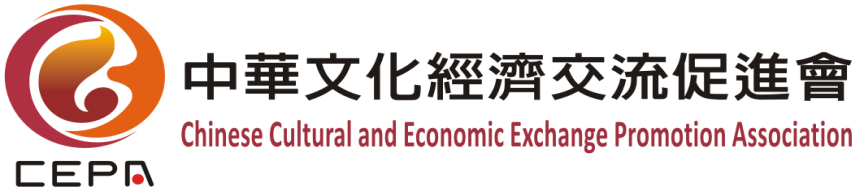 中華文化經濟交流促進會
Chinese Cultural and Economic Exchange Promotion Association
CEPA